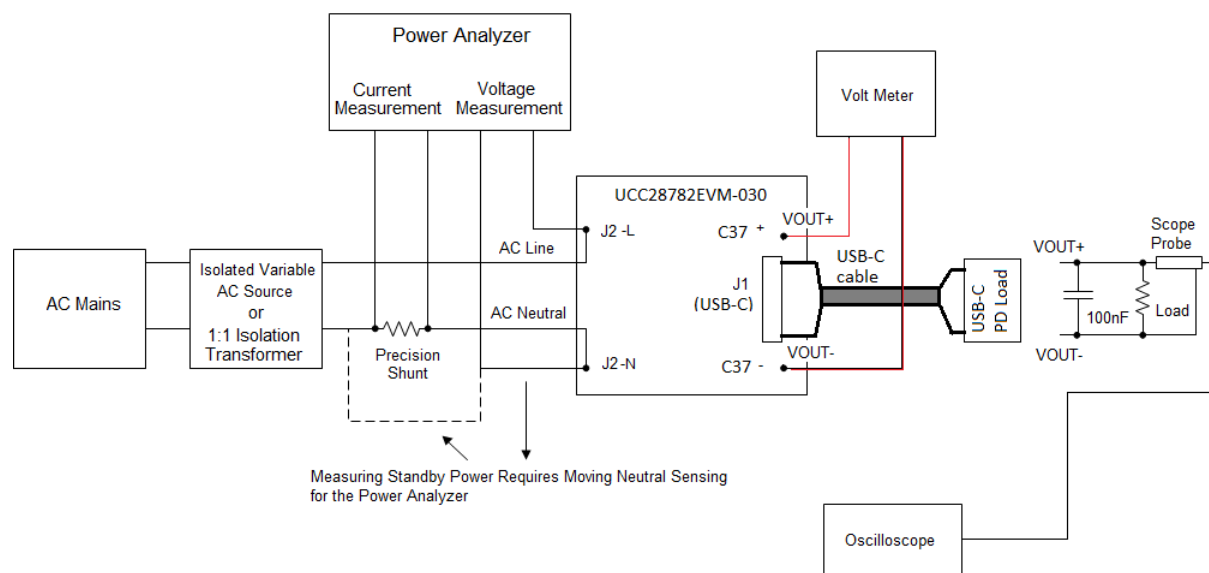 Power Analyzer
Current
Measurement
Voltage
Measurement
Volt Meter
UCC28782EVM-030
J2 -L
C37 +
VOUT+
AC Line
AC Mains
Isolated Variable
AC Source
or
1:1 Isolation
Transformer
AC Neutral
Precision
Shunt
J1
(USB-C)
USB-C
cable
USB-C
PD Load
VOUT+
Scope
Probe
100nF
Load
VOUT-
VOUT-
J2-N
C37 -
Measuring Standby Power Requires Moving Neutral Sensing
for the Power Analyzer
Oscilloscope